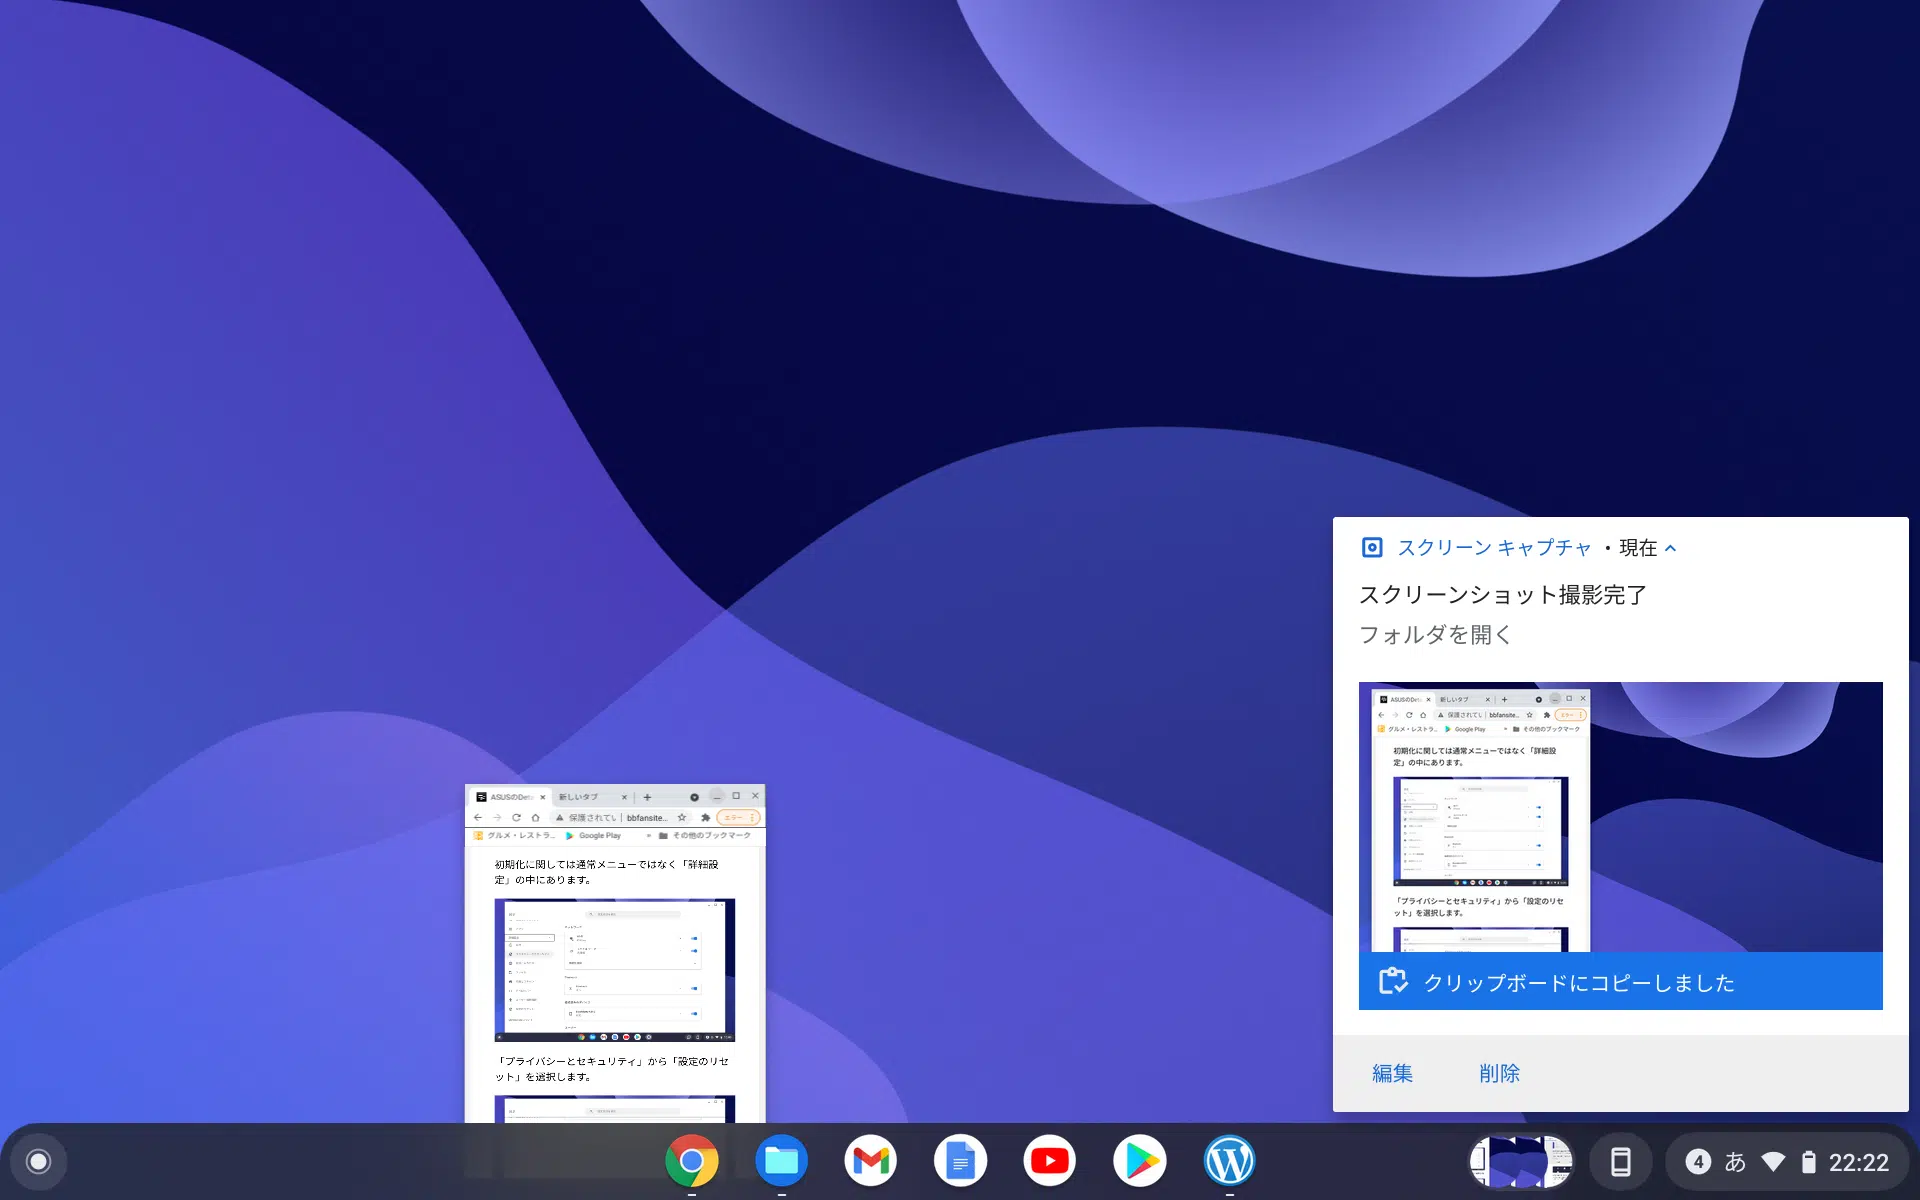 ASUSのDet
新しいタブ
保護されてい
bbfansite...
エラー
グルメ・レストラ...
Google Play
»
その他のブックマーク
初期化に関しては通常メニューではなく「詳細設
定」の中にあります。
「プライバシーとセキュリティ」から「設定のリセ
ット」を選択します。
スクリーン キャプチャ ・現在
スクリーンショット撮影完了
フォルダを開く
ASUSのDet
新しいタブ
保護されてい
bbfansite...
エラー
グルメ・レストラ...
Google Play
»
その他のブックマーク
初期化に関しては通常メニューではなく「詳細設
定」の中にあります。
「プライバシーとセキュリティ」から「設定のリセ
ット」を選択します。
クリップボードにコピーしました
編集 削除
4 あ 22:22